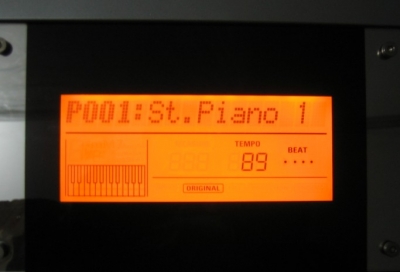 P001:St.Piano 1
TEMPO
BEAT
89
ORIGINAL